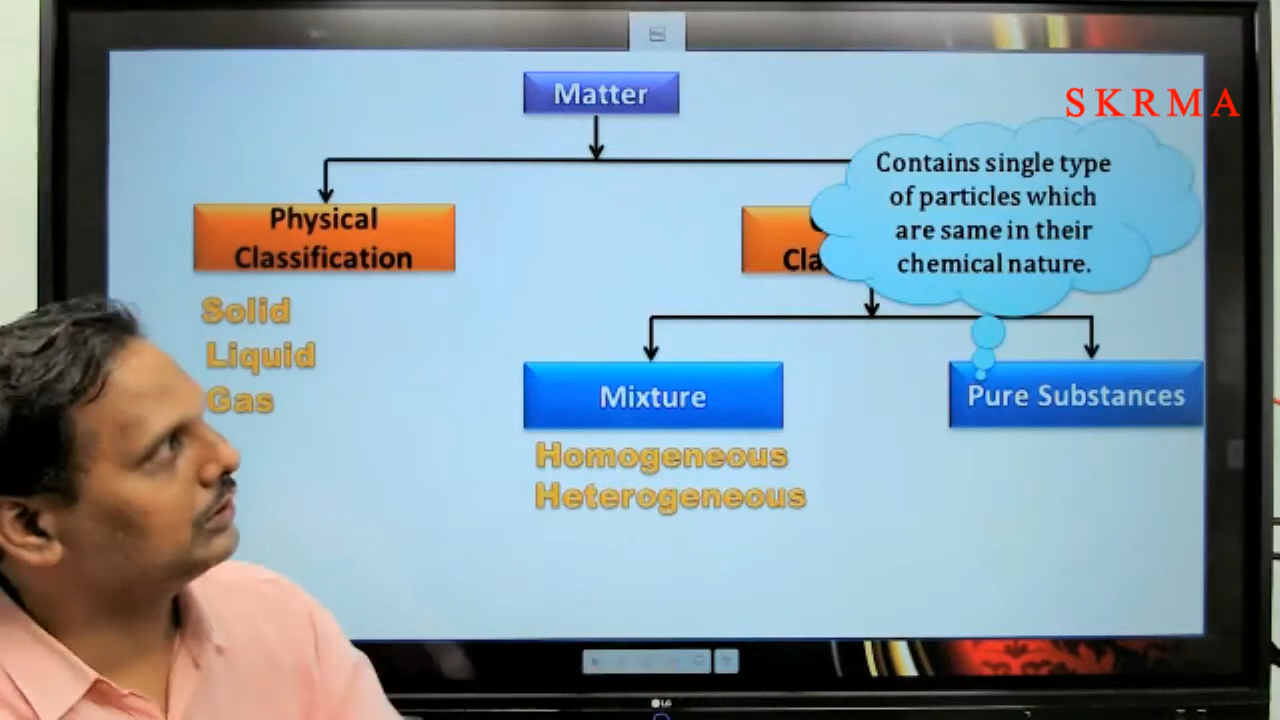 Matter
S K R M A
Contains single type
of particles which
are same in their
chemical nature.
Physical
Classification
Solid
Liquid
Gas
Mixture
Pure Substances
Homogeneous
Heterogeneous
LG